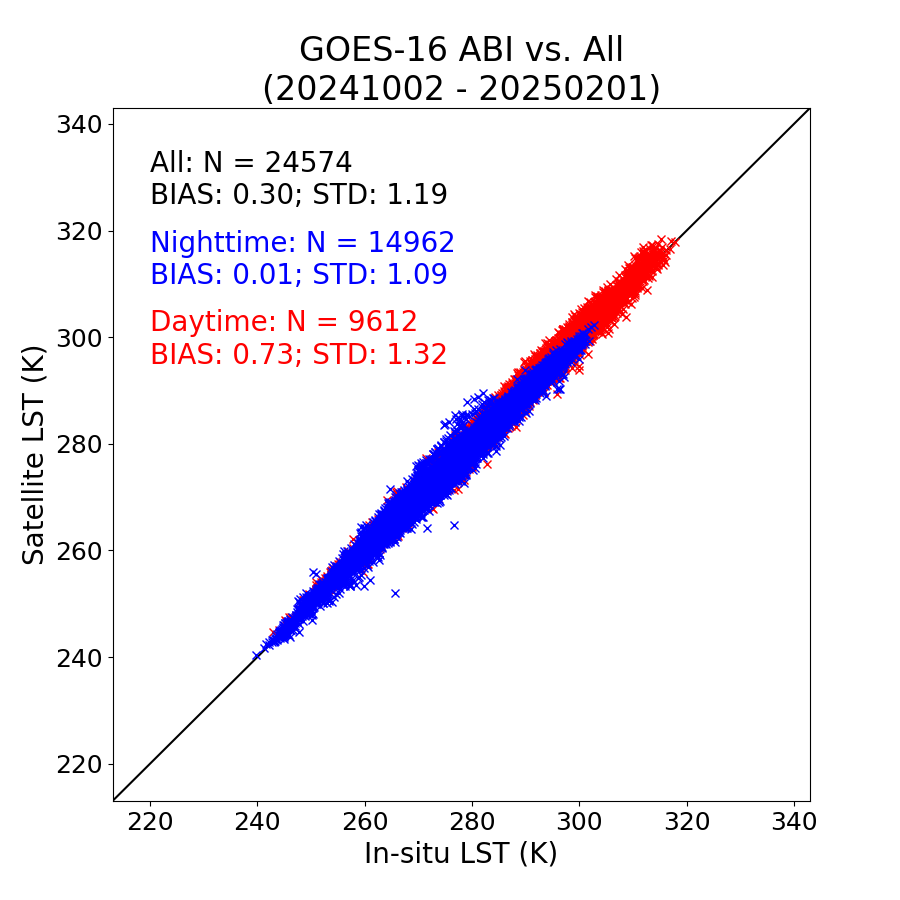 GOES-16 ABI vs. All
(20241002 - 20250201)
340
320
300
280
260
240
220
All: N = 24574
BIAS: 0.30; STD: 1.19
Nighttime: N = 14962
BIAS: 0.01; STD: 1.09
Daytime: N = 9612
BIAS: 0.73; STD: 1.32
Satellite LST (K)
220 240 260 280 300 320 340
In-situ LST (K)